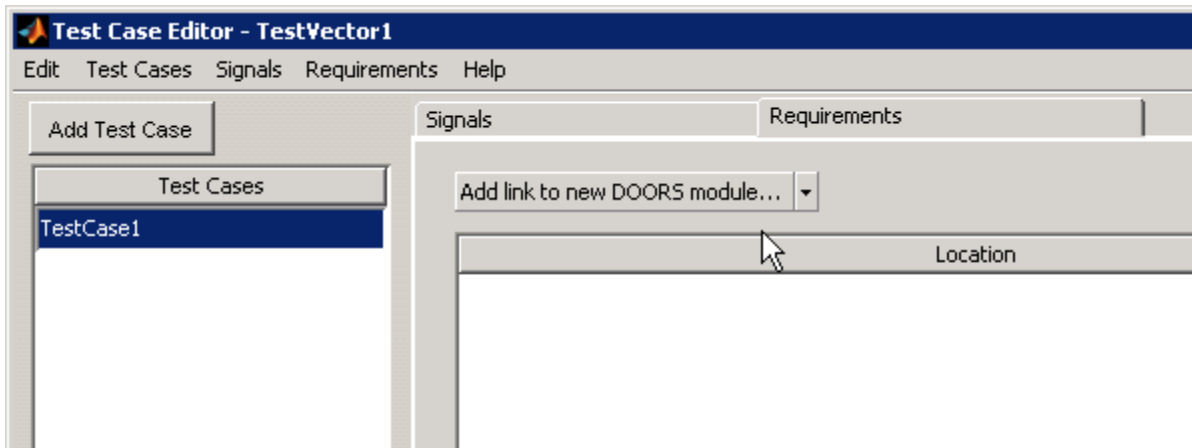 Test Case Editor - TestVector1
Edit Test Cases Signals Requirements Help
Add Test Case
Signals
Requirements
Test Cases
Add link to new DOORS module...
TestCase1
Location